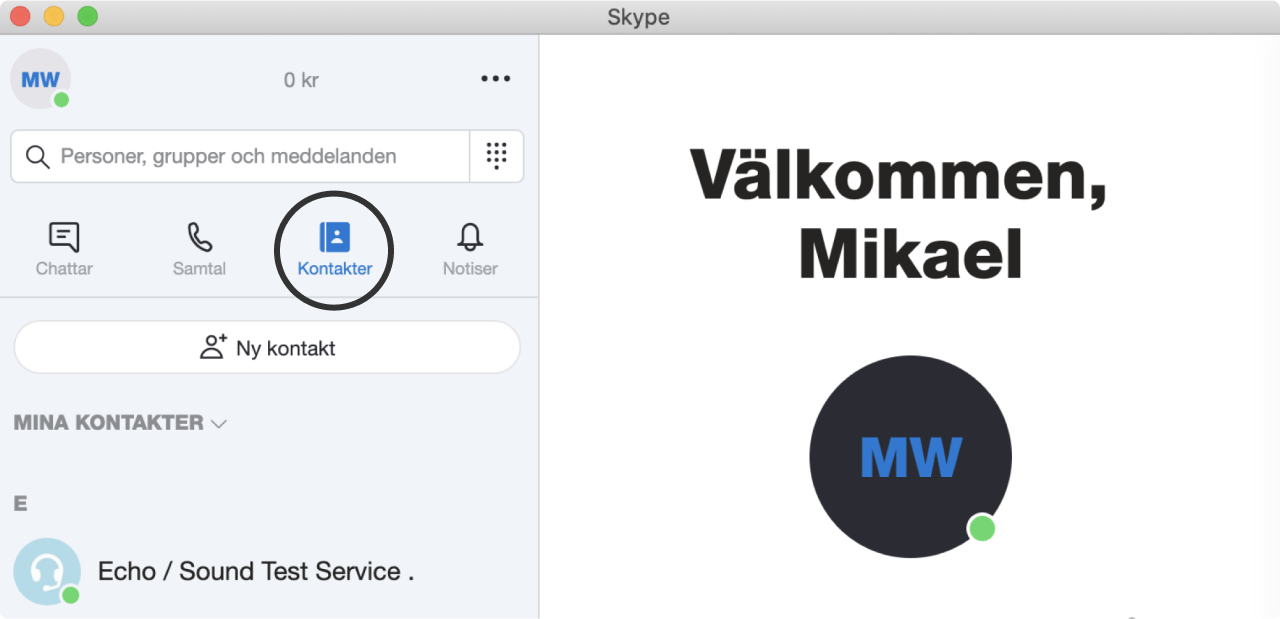 Skype
MW
0 kr
Personer, grupper och meddelanden
Chattar
Samtal
Kontakter
Notiser
Ny kontakt
MINA KONTAKTER
E
Echo / Sound Test Service .
Välkommen,
Mikael
MW